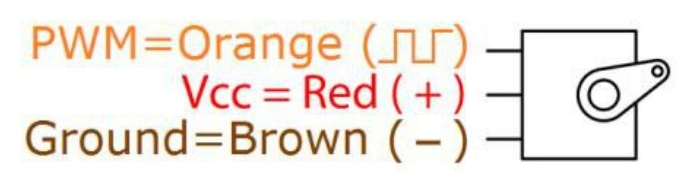 PWM=Orange (⎍⎍)
Vcc = Red ( + )
Ground=Brown ( − )